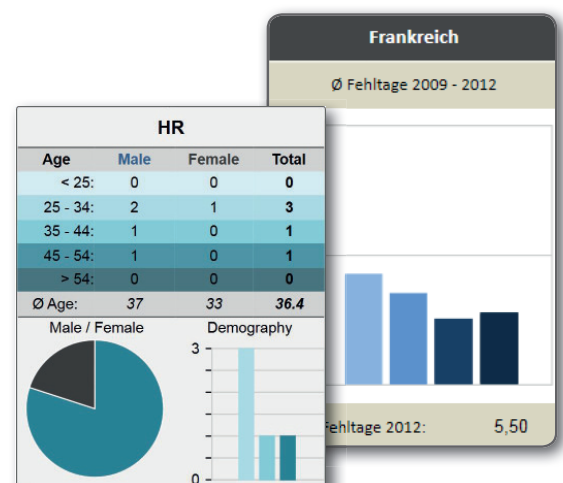 Frankreich
Ø Fehltage 2009 - 2012
HR
Age Male Female Total
< 25: 0 0 0
25 - 34: 2 1 3
35 - 44: 1 0 1
45 - 54: 1 0 1
> 54: 0 0 0
Ø Age: 37 33 36.4
Male / Female Demography
3
0
Fehltage 2012: 5,50